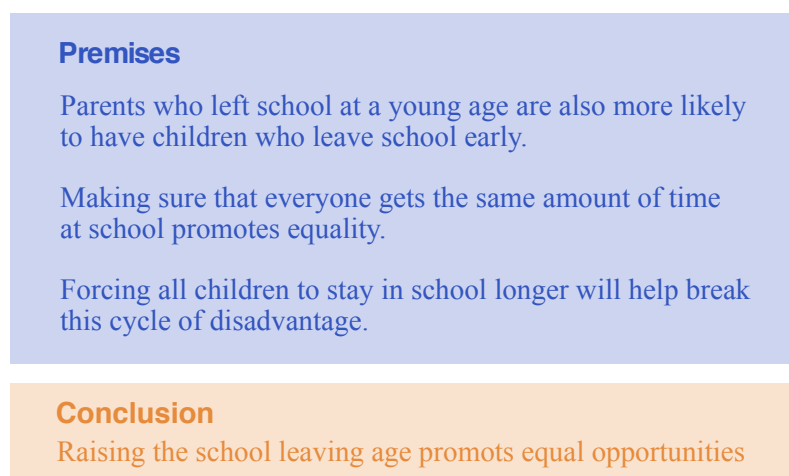 Premises
Parents who left school at a young age are also more likely
to have children who leave school early.
Making sure that everyone gets the same amount of time
at school promotes equality.
Forcing all children to stay in school longer will help break
this cycle of disadvantage.
Conclusion
Raising the school leaving age promots equal opportunities